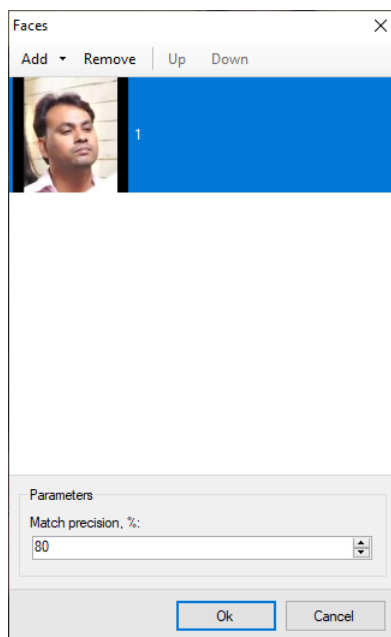 Faces
Add Remove Up Down
1
Parameters
Match precision, %:
80
Ok Cancel